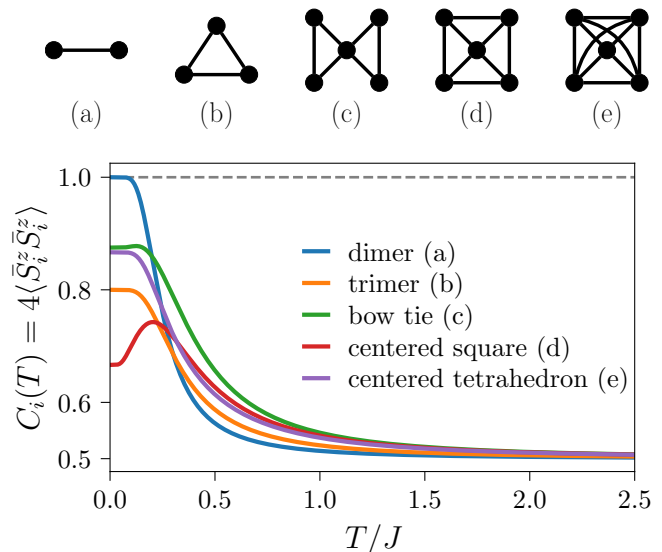 (a) (b) (c) (d) (e)
1.0
0.8
0.6
0.5
C_i(T) = 4⟨S̄_i^z S̄_i^z⟩
dimer (a)
trimer (b)
bow tie (c)
centered square (d)
centered tetrahedron (e)
0.0 0.5 1.0 1.5 2.0 2.5
T/J